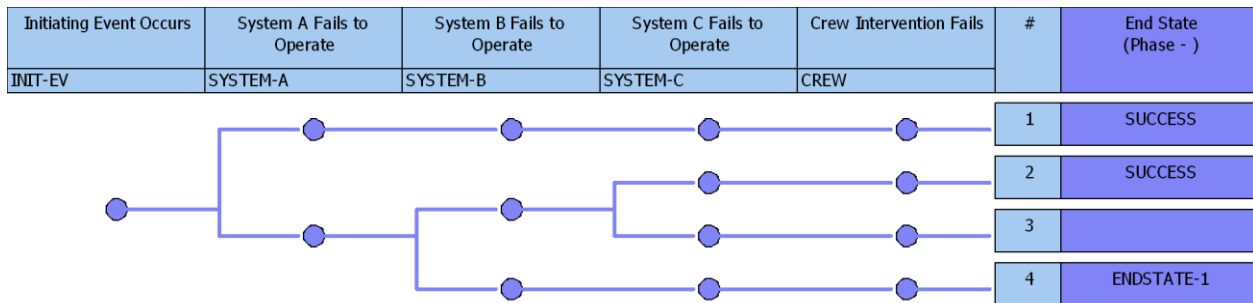 Initiating Event Occurs
System A Fails to
Operate
System B Fails to
Operate
System C Fails to
Operate
Crew Intervention Fails
#
End State
(Phase - )
INIT-EV
SYSTEM-A
SYSTEM-B
SYSTEM-C
CREW
1
SUCCESS
2
SUCCESS
3
4
ENDSTATE-1